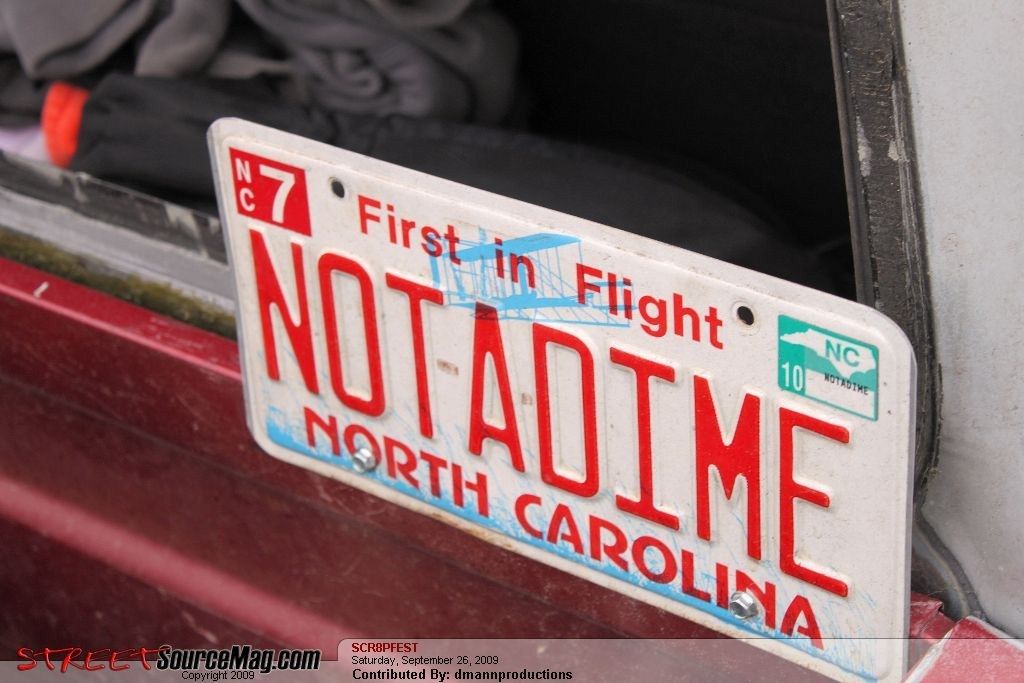 NC 7
First in Flight
NC
10 NOTADIME
NOTADIME
NORTH CAROLINA
STREETSourceMag.com
Copyright 2009
SCR8PFEST
Saturday, September 26, 2009
Contributed By: dmannproductions